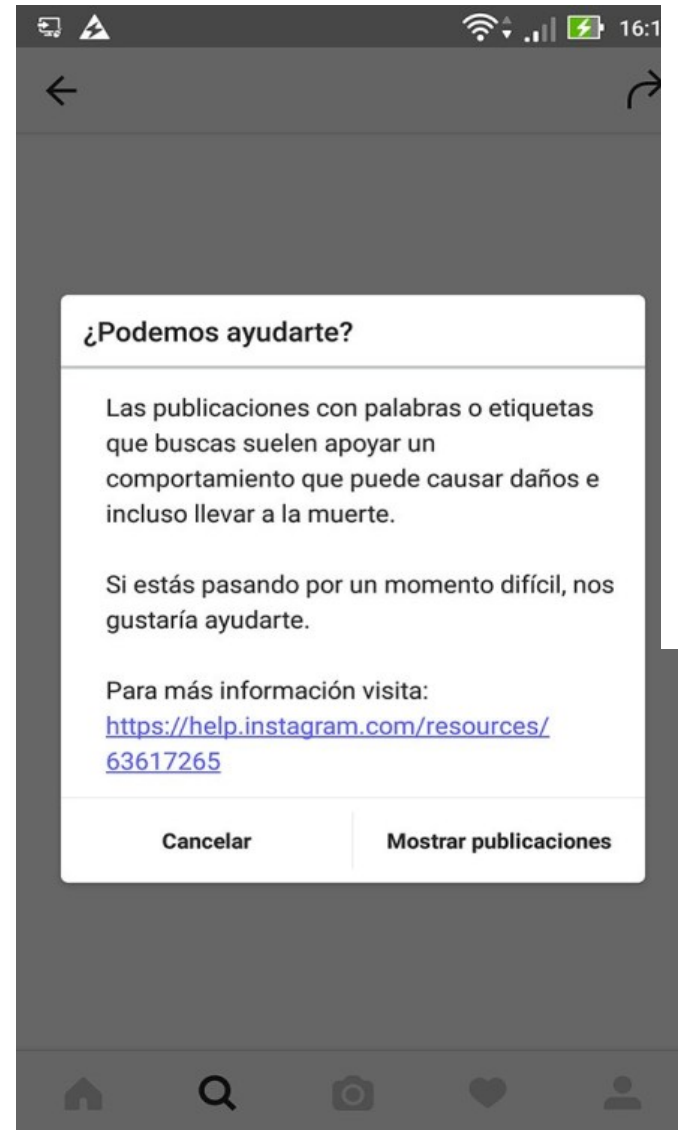 16:1
¿Podemos ayudarte?
Las publicaciones con palabras o etiquetas
que buscas suelen apoyar un
comportamiento que puede causar daños e
incluso llevar a la muerte.
Si estás pasando por un momento difícil, nos
gustaría ayudarte.
Para más información visita:
https://help.instagram.com/resources/
63617265
Cancelar
Mostrar publicaciones